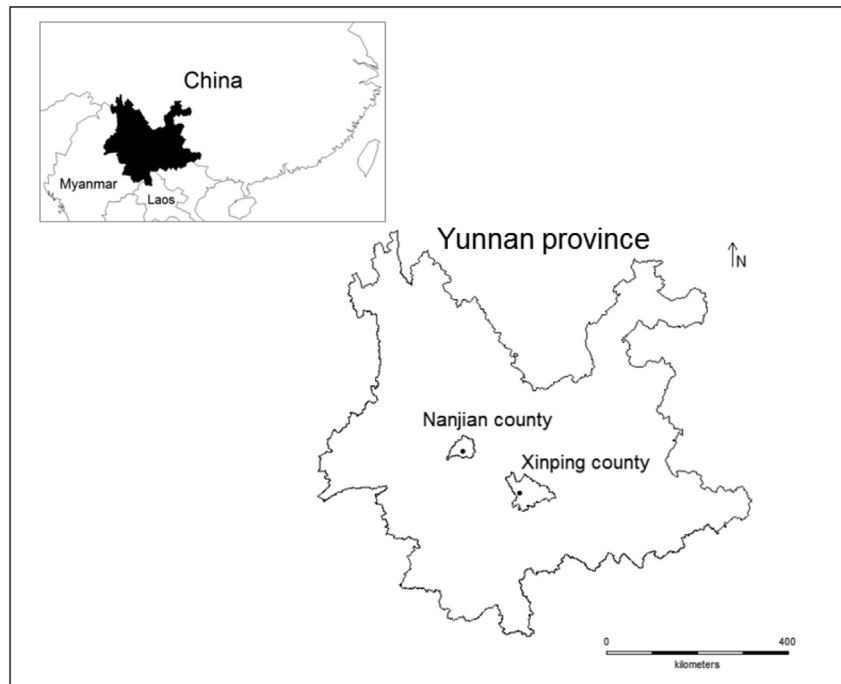 China
Myanmar
Laos
Yunnan province
N
Nanjian county
Xinping county
0 400
kilometers